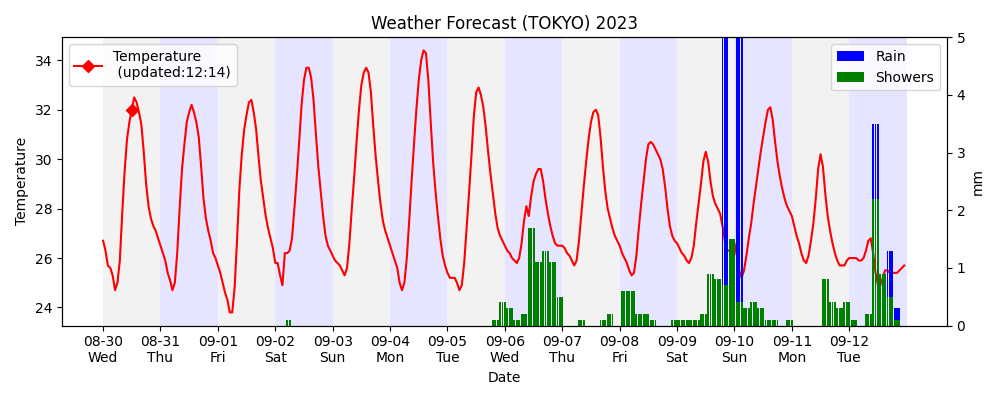 Weather Forecast (TOKYO) 2023
Temperature
(updated:12:14)
Rain
Showers
34
32
30
28
26
24
Temperature
5
4
3
2
1
0
mm
08-30 08-31 09-01 09-02 09-03 09-04 09-05 09-06 09-07 09-08 09-09 09-10 09-11 09-12
Wed Thu Fri Sat Sun Mon Tue Wed Thu Fri Sat Sun Mon Tue
Date